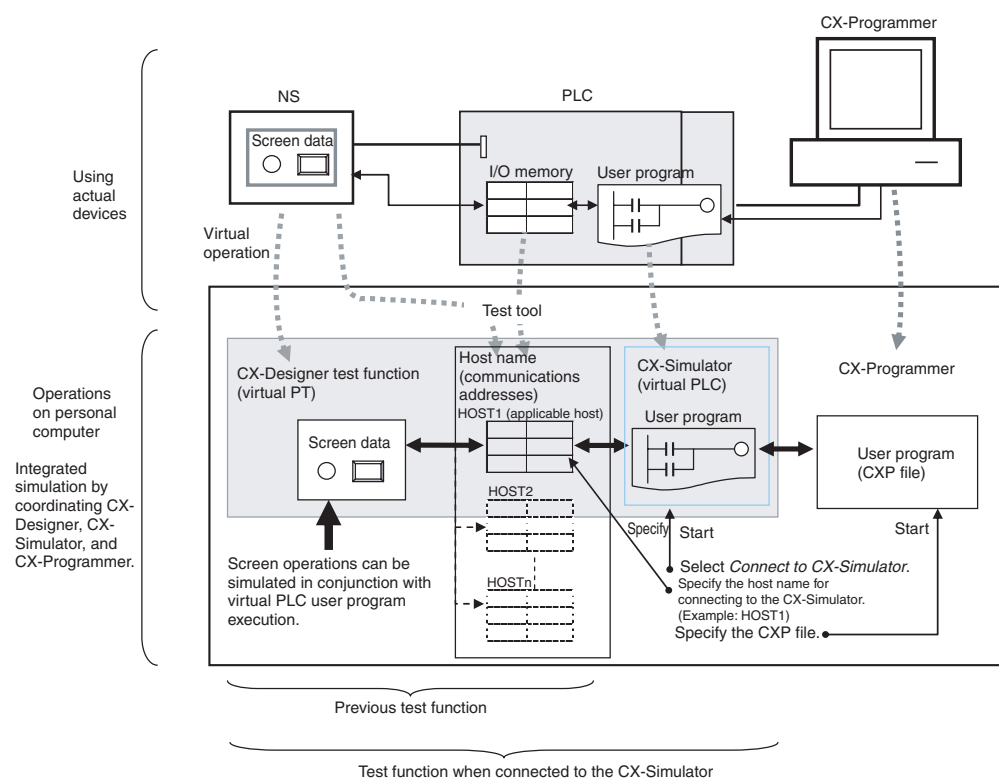 CX-Programmer
NS
PLC
Screen data
I/O memory
User program
Using
actual
devices
Virtual
operation
Test tool
Operations
on personal
computer
Integrated
simulation by
coordinating CX-
Designer, CX-
Simulator, and
CX-Programmer.
CX-Designer test function
(virtual PT)
Host name
(communications
addresses)
HOST1 (applicable host)
CX-Simulator
(virtual PLC)
CX-Programmer
Screen data
User program
User program
(CXP file)
HOST2
HOSTn
Specify
Start
Start
Screen operations can be
simulated in conjunction with
virtual PLC user program
execution.
Select Connect to CX-Simulator.
Specify the host name for
connecting to the CX-Simulator.
(Example: HOST1)
Specify the CXP file.
Previous test function
Test function when connected to the CX-Simulator